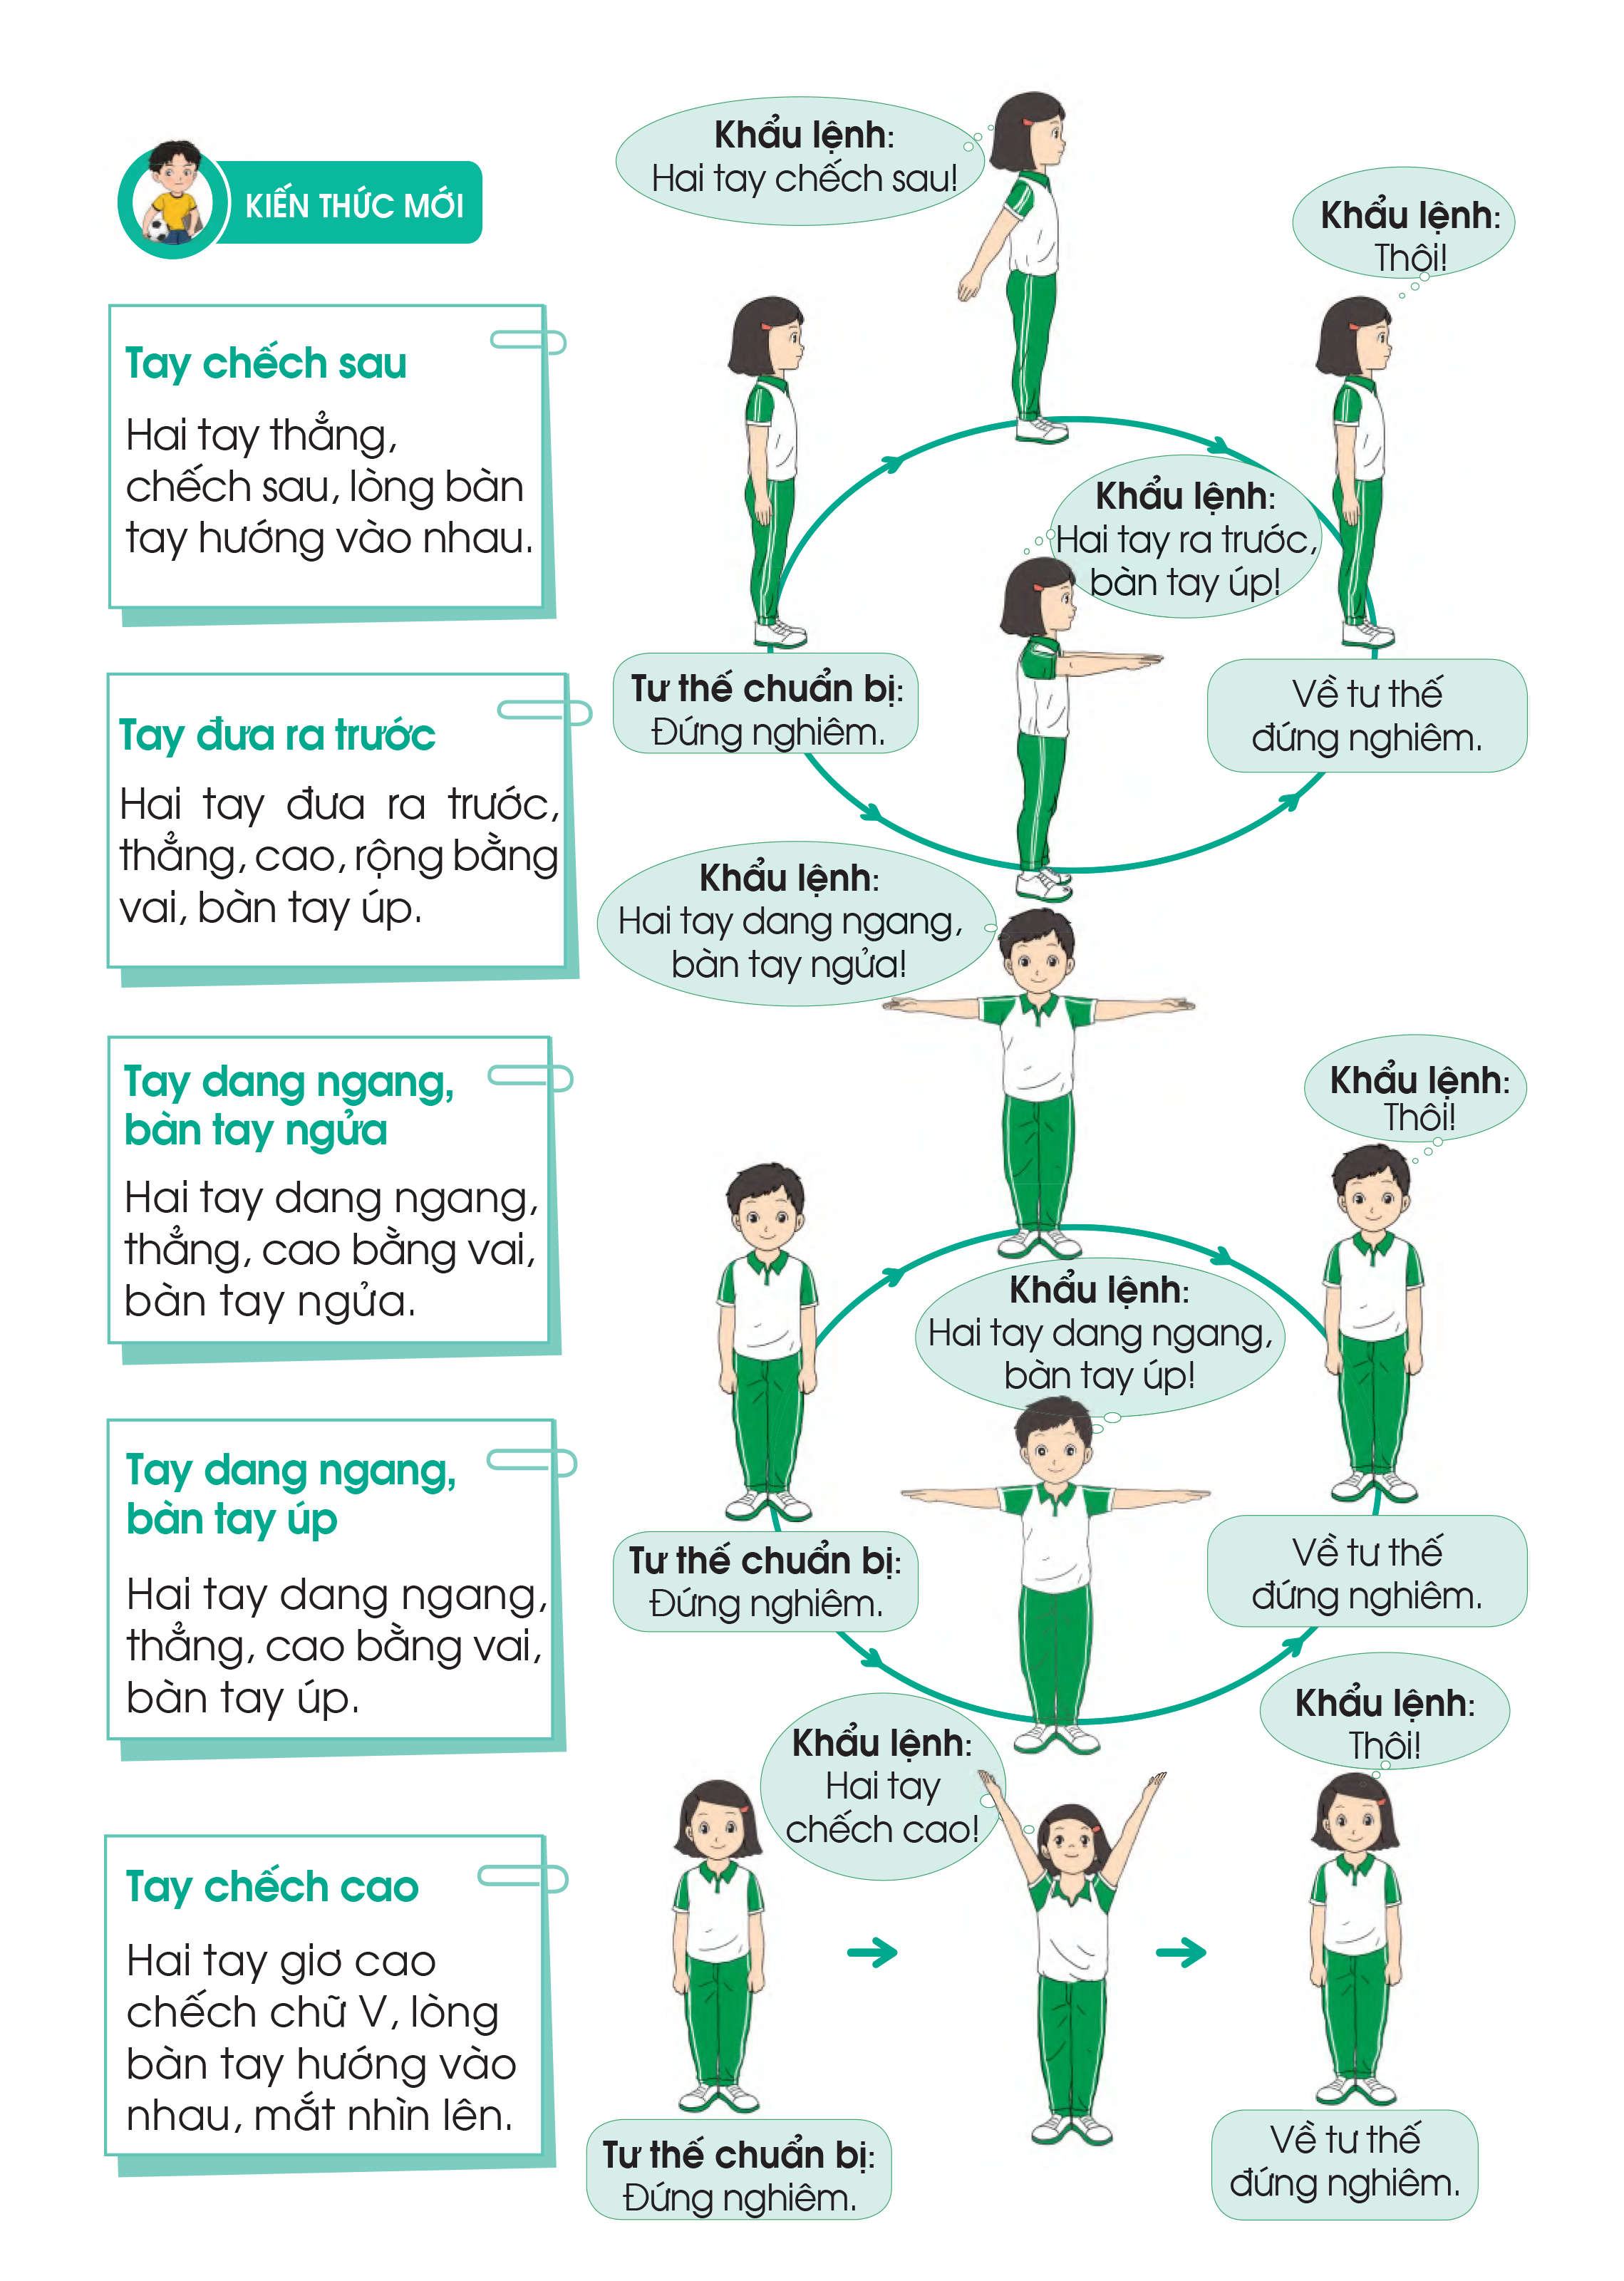 KIẾN THỨC MỚI
Tay chếch sau
Hai tay thẳng,
chếch sau, lòng bàn
tay hướng vào nhau.
Khẩu lệnh:
Hai tay chếch sau!
Khẩu lệnh:
Thôi!
Khẩu lệnh:
Hai tay ra trước,
bàn tay úp!
Tư thế chuẩn bị:
Đứng nghiêm.
Về tư thế
đứng nghiêm.
Tay đưa ra trước
Hai tay đưa ra trước,
thẳng, cao, rộng bằng
vai, bàn tay úp.
Tay dang ngang,
bàn tay ngửa
Hai tay dang ngang,
thẳng, cao bằng vai,
bàn tay ngửa.
Khẩu lệnh:
Hai tay dang ngang,
bàn tay ngửa!
Khẩu lệnh:
Thôi!
Khẩu lệnh:
Hai tay dang ngang,
bàn tay úp!
Tư thế chuẩn bị:
Đứng nghiêm.
Về tư thế
đứng nghiêm.
Tay dang ngang,
bàn tay úp
Hai tay dang ngang,
thẳng, cao bằng vai,
bàn tay úp.
Tay chếch cao
Hai tay giơ cao
chếch chữ V, lòng
bàn tay hướng vào
nhau, mắt nhìn lên.
Khẩu lệnh:
Hai tay
chếch cao!
Khẩu lệnh:
Thôi!
Tư thế chuẩn bị:
Đứng nghiêm.
Về tư thế
đứng nghiêm.